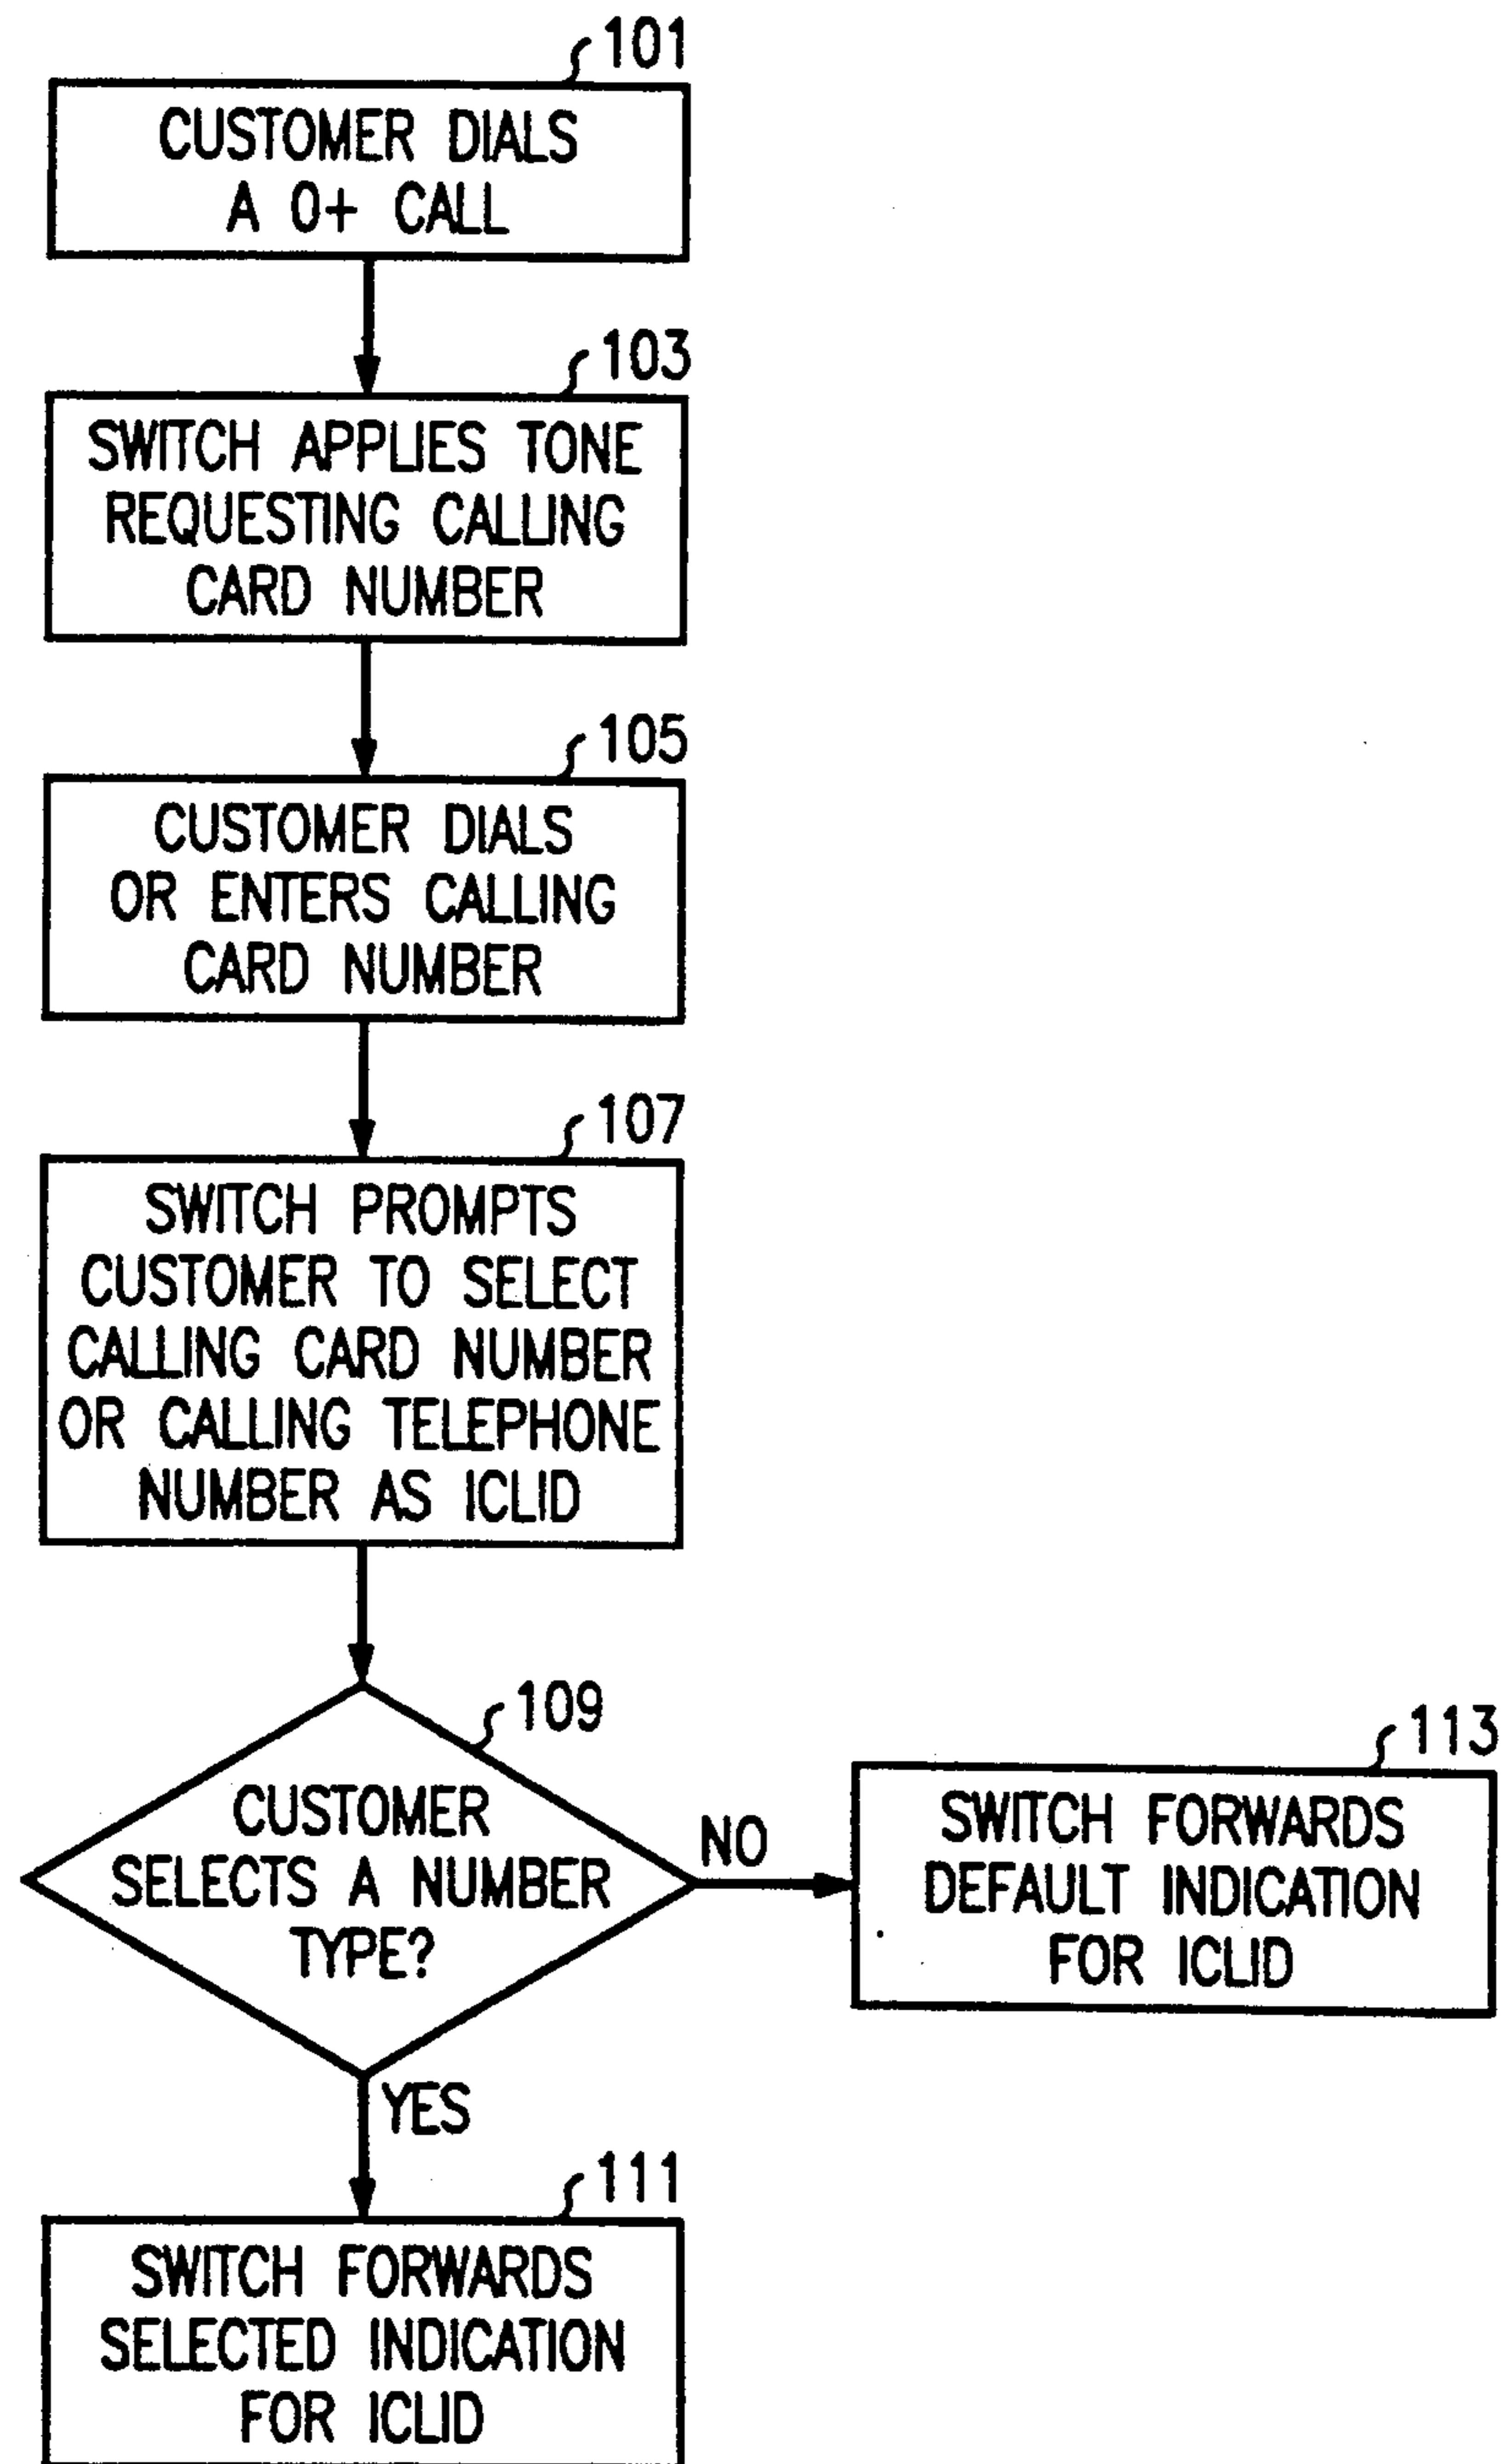 101
CUSTOMER DIALS
A 0+ CALL
103
SWITCH APPLIES TONE
REQUESTING CALLING
CARD NUMBER
105
CUSTOMER DIALS
OR ENTERS CALLING
CARD NUMBER
107
SWITCH PROMPTS
CUSTOMER TO SELECT
CALLING CARD NUMBER
OR CALLING TELEPHONE
NUMBER AS ICLID
109
CUSTOMER
SELECTS A NUMBER
TYPE?
NO
113
SWITCH FORWARDS
DEFAULT INDICATION
FOR ICLID
YES
111
SWITCH FORWARDS
SELECTED INDICATION
FOR ICLID